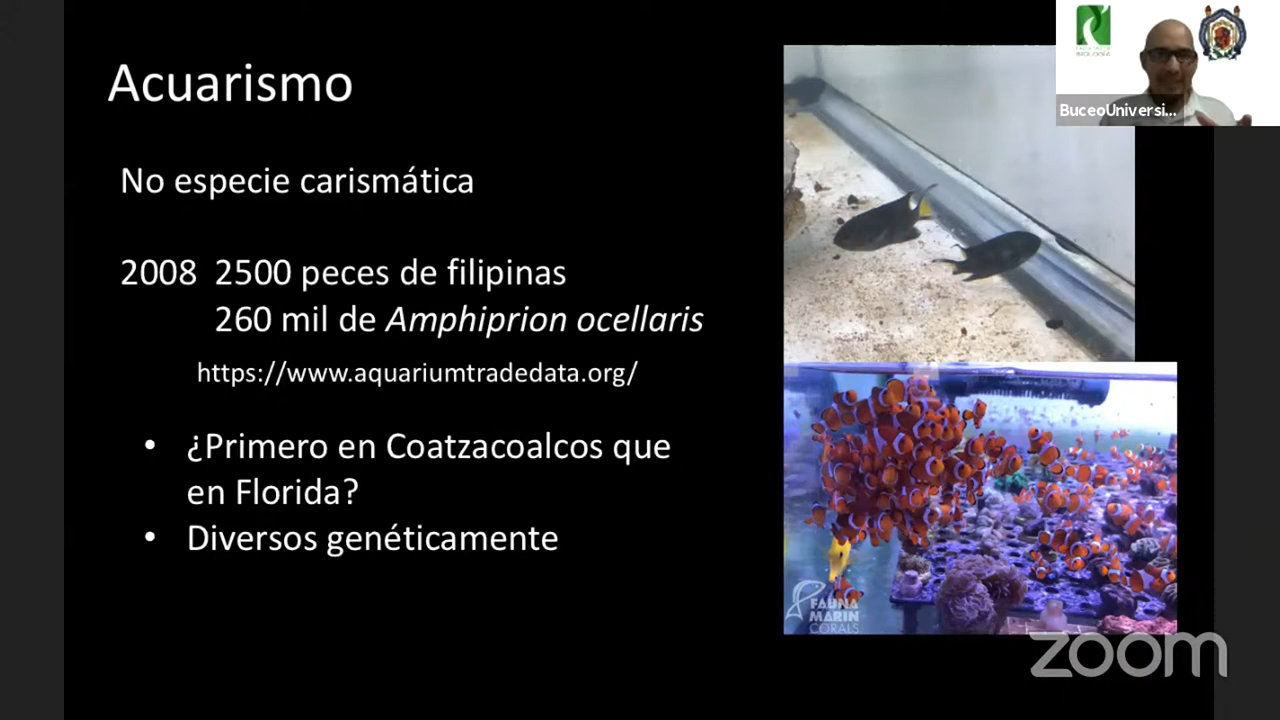 Acuarismo
No especie carismática
2008 2500 peces de filipinas
260 mil de Amphiprion ocellaris
https://www.aquariumtradedata.org/
• ¿Primero en Coatzacoalcos que
en Florida?
• Diversos genéticamente
BIOLOGÍA
BuceoUniversi...
FAUNA
MARIN
CORALS
zoom